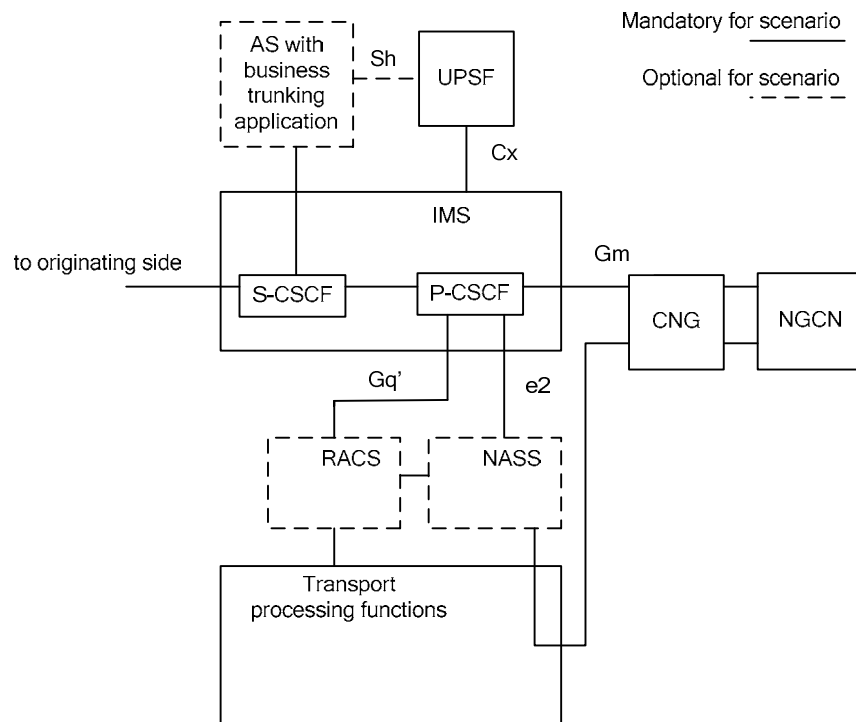 Mandatory for scenario
Optional for scenario
AS with
business
trunking
application
Sh
UPSF
Cx
IMS
to originating side
S-CSCF
P-CSCF
Gm
CNG
NGCN
Gq’
e2
RACS
NASS
Transport
processing functions